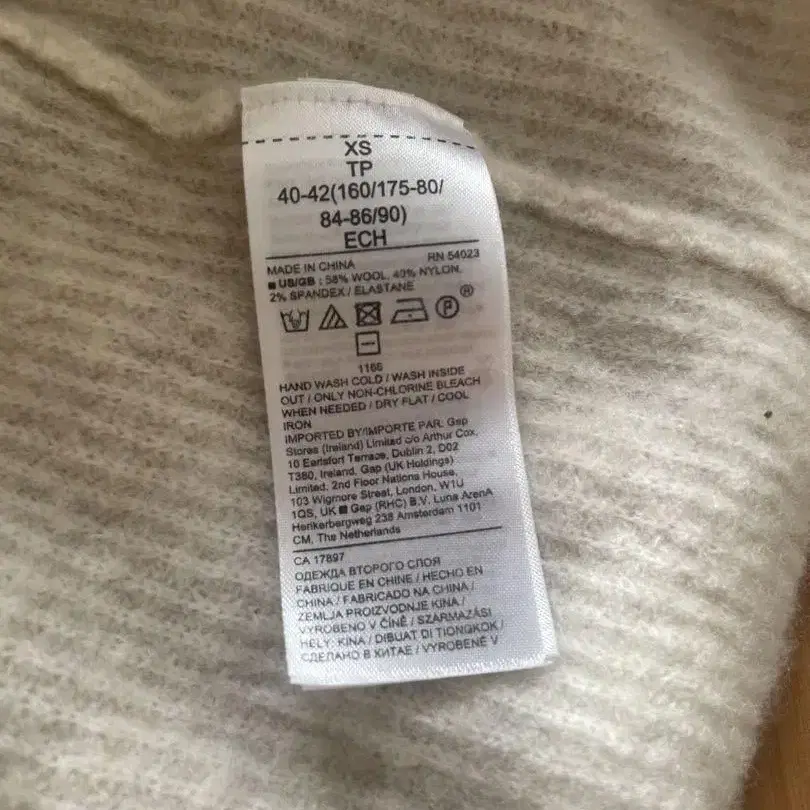 XS
TP
40-42(160/175-80/
84-86/90)
ECH
MADE IN CHINA RN 54023
■ US/GB : 58% WOOL, 40% NYLON,
2% SPANDEX / ELASTANE
P ®
1166
HAND WASH COLD / WASH INSIDE
OUT / ONLY NON-CHLORINE BLEACH
WHEN NEEDED / DRY FLAT / COOL
IRON
IMPORTED BY/IMPORTE PAR: Gap
Stores (Ireland) Limited c/o Arthur Cox,
10 Earlsfort Terrace, Dublin 2, D02
T380, Ireland, Gap (UK Holdings)
Limited, 2nd Floor Nations House,
103 Wigmore Street, London, W1U
1QS, UK ■ Gap (RHC) B.V. Luna ArenA
Herikerbergweg 238 Amsterdam 1101
CM, The Netherlands
CA 17897
ОДЕЖДА ВТОРОГО СЛОЯ
FABRIQUE EN CHINE / HECHO EN
CHINA / FABRICADO NA CHINA /
ZEMLJA PROIZVODNJE KINA /
VYROBENO V ČÍNĚ / SZÁRMAZÁSI
HELY: KÍNA / DIBUAT DI TIONGKOK /
СДЕЛАНО В КИТАЕ / VYROBENÉ V